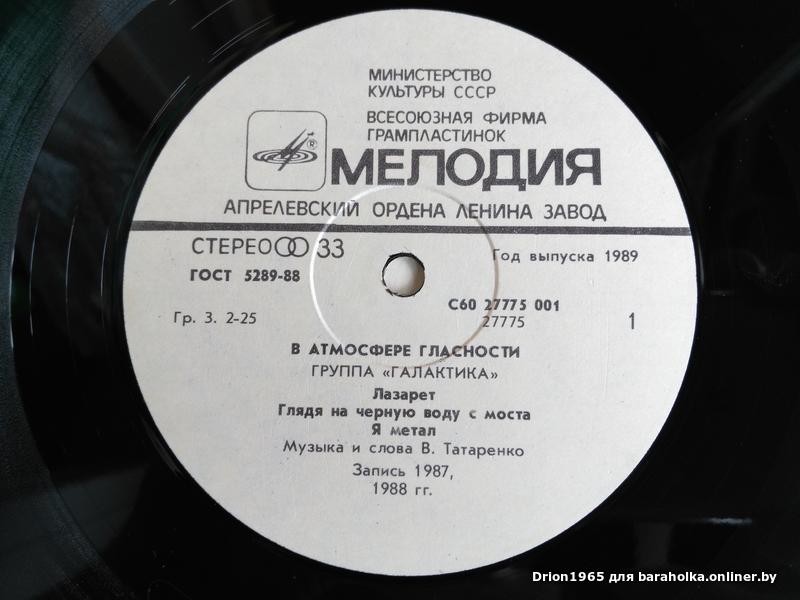 МИНИСТЕРСТВО
КУЛЬТУРЫ СССР
ВСЕСОЮЗНАЯ ФИРМА
ГРАМПЛАСТИНОК
®
МЕЛОДИЯ
АПРЕЛЕВСКИЙ ОРДЕНА ЛЕНИНА ЗАВОД
СТЕРЕО 33
Год выпуска 1989
ГОСТ 5289-88
С60 27775 001
Гр. 3. 2-25
27775
1
В АТМОСФЕРЕ ГЛАСНОСТИ
ГРУППА «ГАЛАКТИКА»
Лазарет
Глядя на черную воду с моста
Я метал
Музыка и слова В. Татаренко
Запись 1987,
1988 гг.
Drion1965 для baraholka.onliner.by